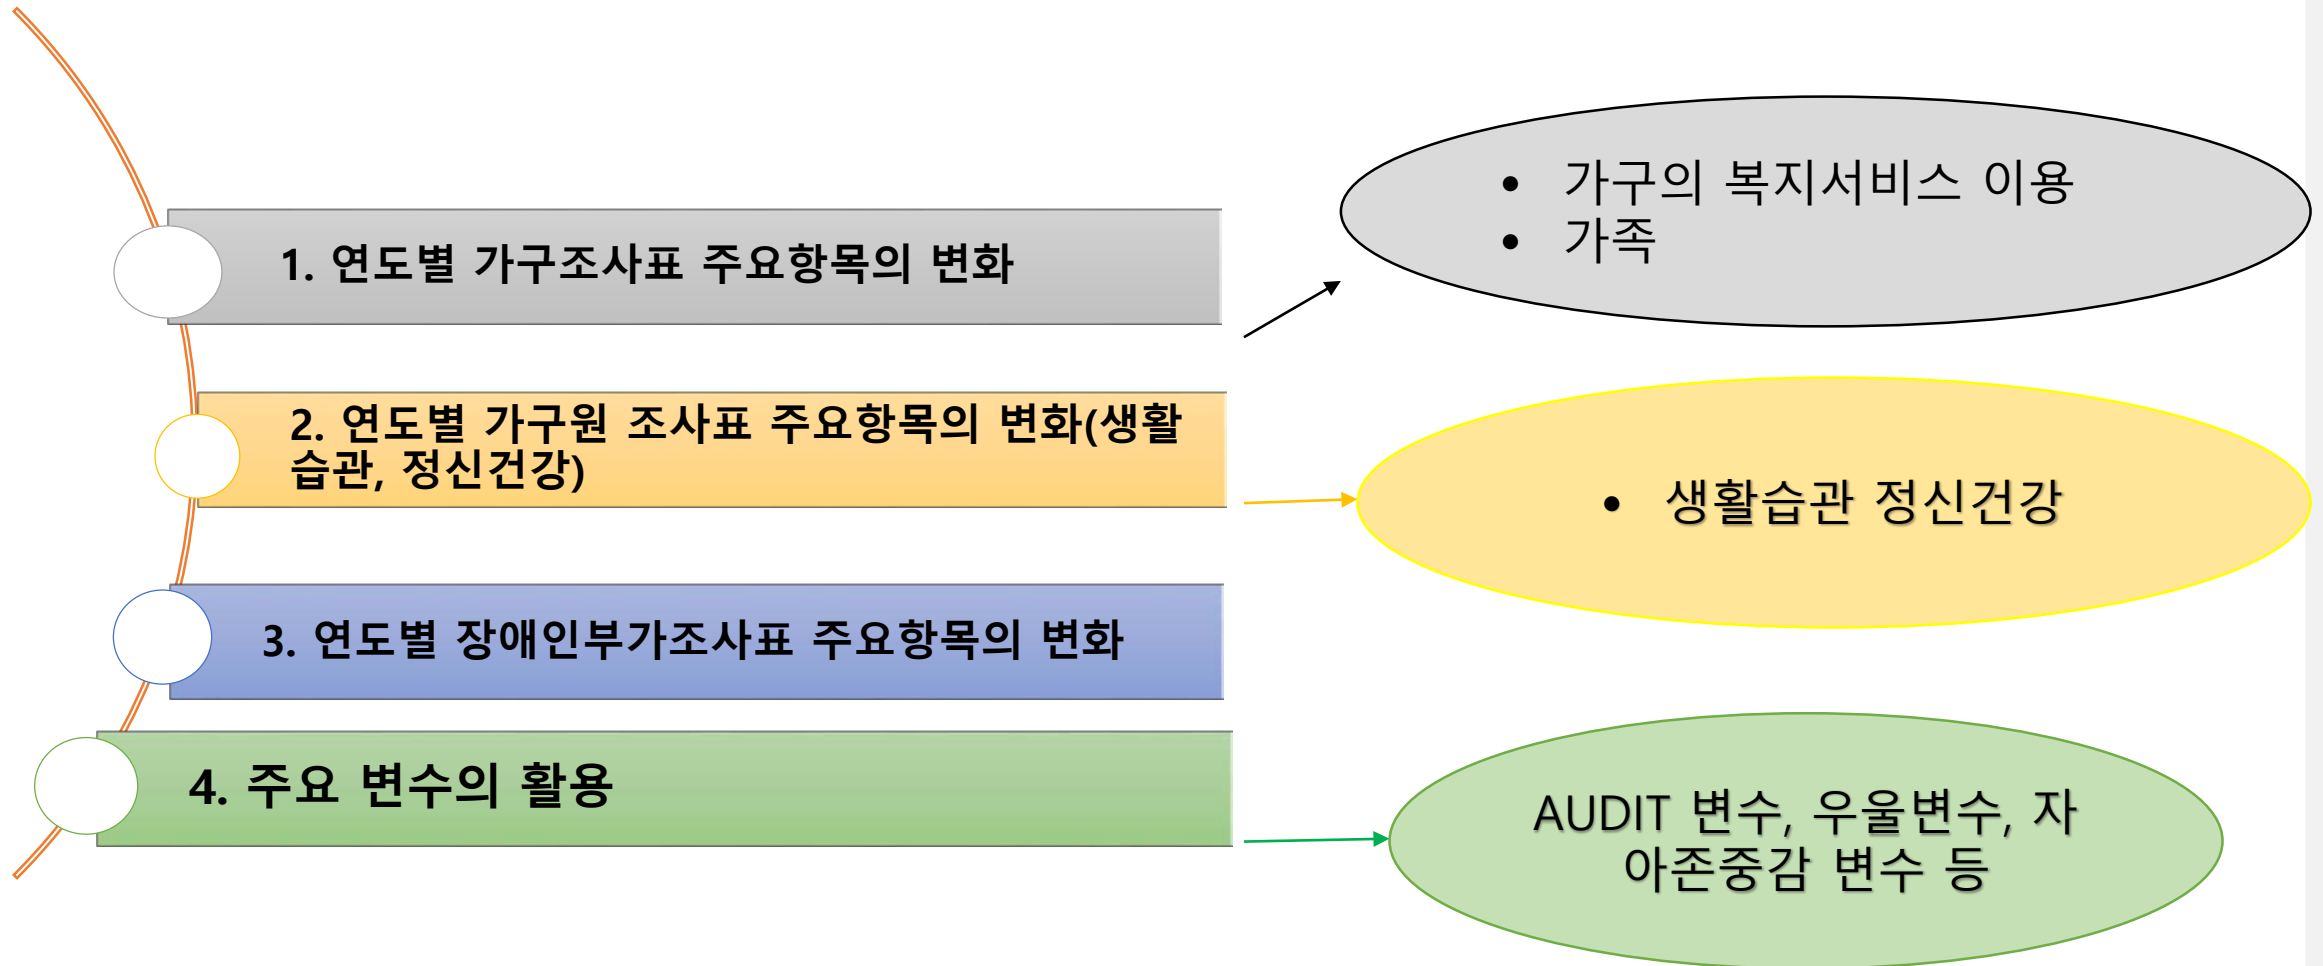 1. 연도별 가구조사표 주요항목의 변화
• 가구의 복지서비스 이용
• 가족
2. 연도별 가구원 조사표 주요항목의 변화(생활
습관, 정신건강)
• 생활습관 정신건강
3. 연도별 장애인부가조사표 주요항목의 변화
4. 주요 변수의 활용
AUDIT 변수, 우울변수, 자
아존중감 변수 등